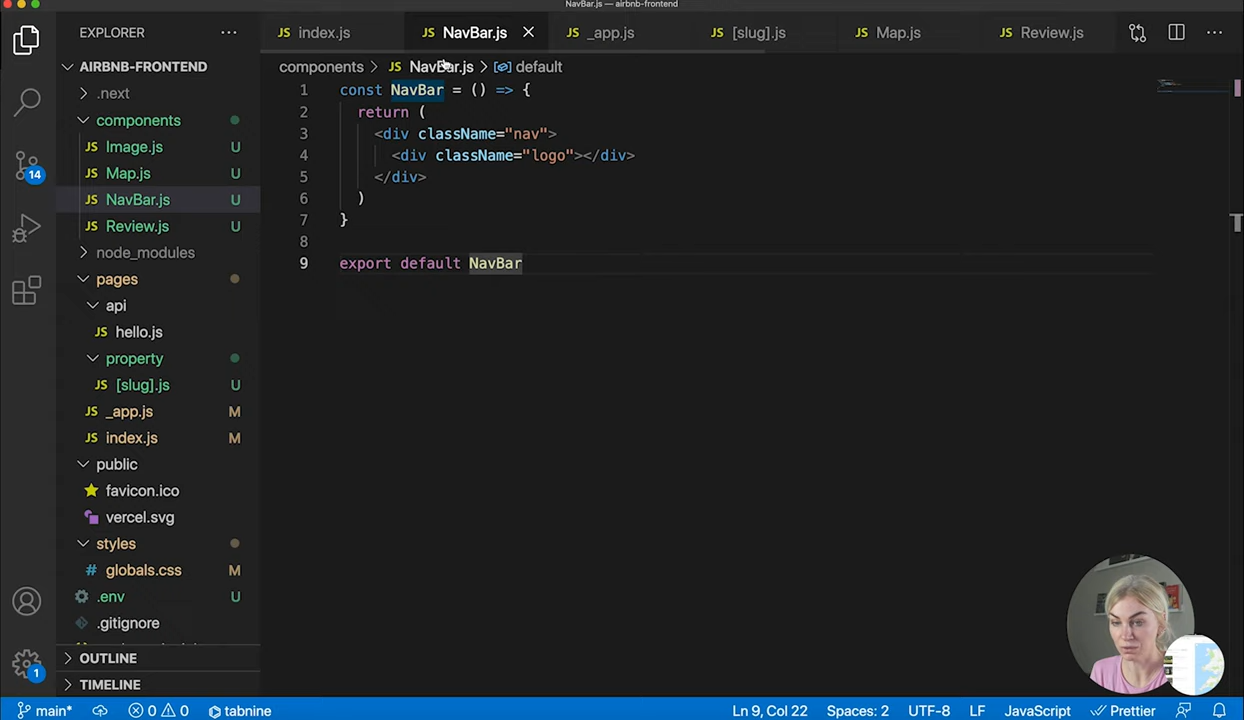 NavBar.js — airbnb-frontend
EXPLORER
index.js
NavBar.js
_app.js
[slug].js
Map.js
Review.js
AIRBNB-FRONTEND
components
NavBar.js
default
.next
components
Image.js U
Map.js U
NavBar.js U
Review.js U
node_modules
pages
api
hello.js
property
[slug].js U
_app.js M
index.js M
public
favicon.ico
vercel.svg
styles
globals.css M
.env U
.gitignore
OUTLINE
TIMELINE
14
1
1 const NavBar = () => {
2 return (
3 <div className="nav">
4 <div className="logo"></div>
5 </div>
6 )
7 }
8
9 export default NavBar
main* 0 0 tabnine Ln 9, Col 22 Spaces: 2 UTF-8 LF JavaScript Prettier